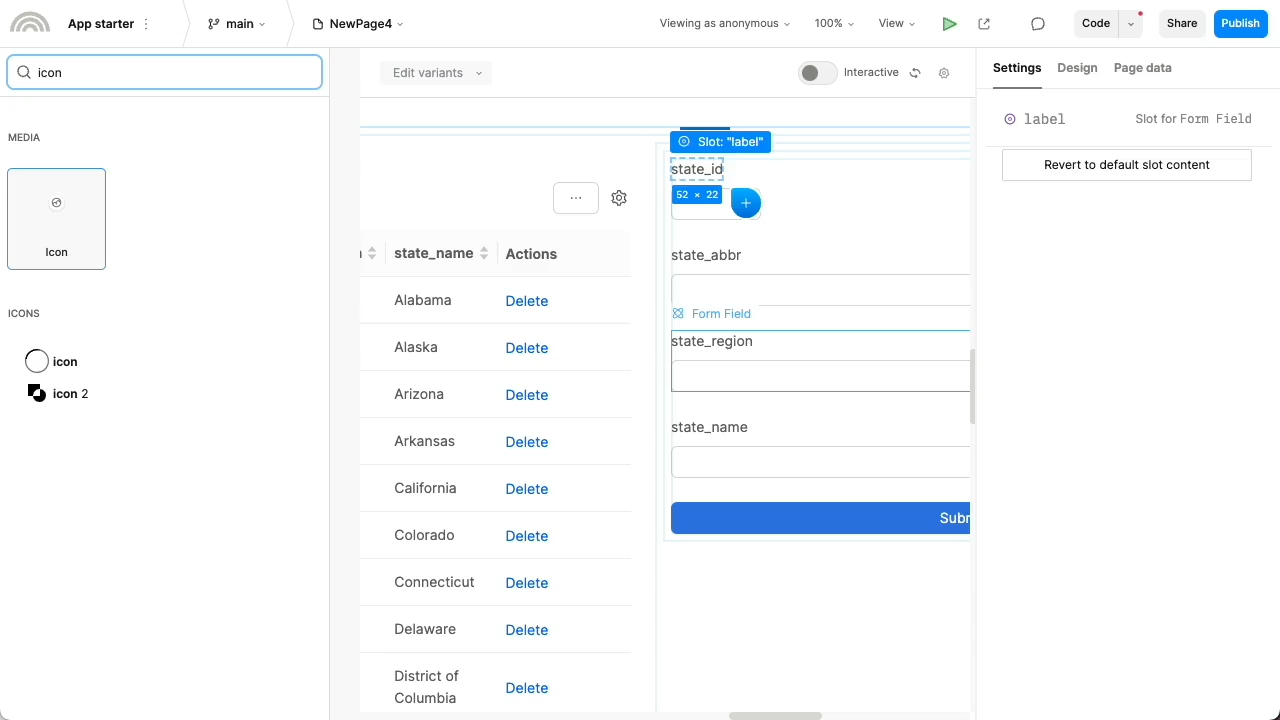 App starter
main
NewPage4
Viewing as anonymous
100%
View
Code
Share
Publish
icon
Edit variants
Interactive
Settings
Design
Page data
label
Slot for Form Field
Revert to default slot content
MEDIA
Icon
ICONS
icon
icon 2
Slot: "label"
state_id
52 × 22
state_name
Actions
Alabama
Delete
Alaska
Delete
Arizona
Delete
Arkansas
Delete
California
Delete
Colorado
Delete
Connecticut
Delete
Delaware
Delete
District of
Columbia
Delete
state_abbr
Form Field
state_region
state_name